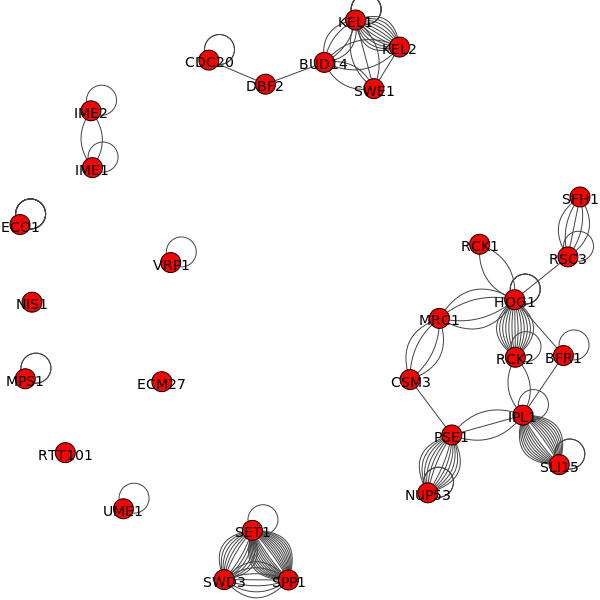 KEL1
KEL2
CDC20
BUD14
DBF2
SWE1
IME2
IME1
SFH1
ECO1
RCK1
RSC3
VRP1
NIS1
HOG1
MRC1
RCK2
BFR1
MPS1
ECM27
CSM3
IPL1
PSE1
RTT101
SLI15
NUP53
UME1
SET1
SWD3
SPP1